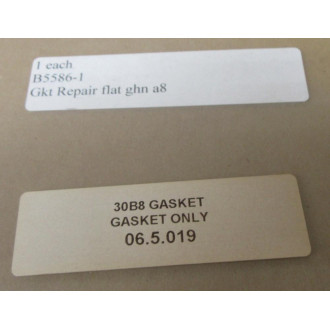 1 each
B5586-1
Gkt Repair flat ghn a8
30B8 GASKET
GASKET ONLY
06.5.019